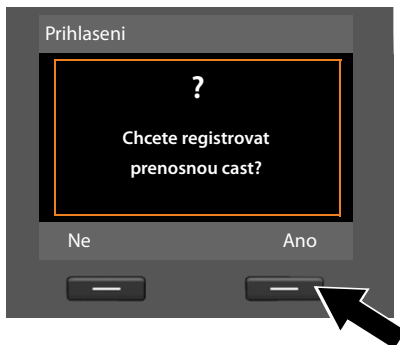 Prihlaseni
?
Chcete registrovat
prenosnou cast?
Ne Ano